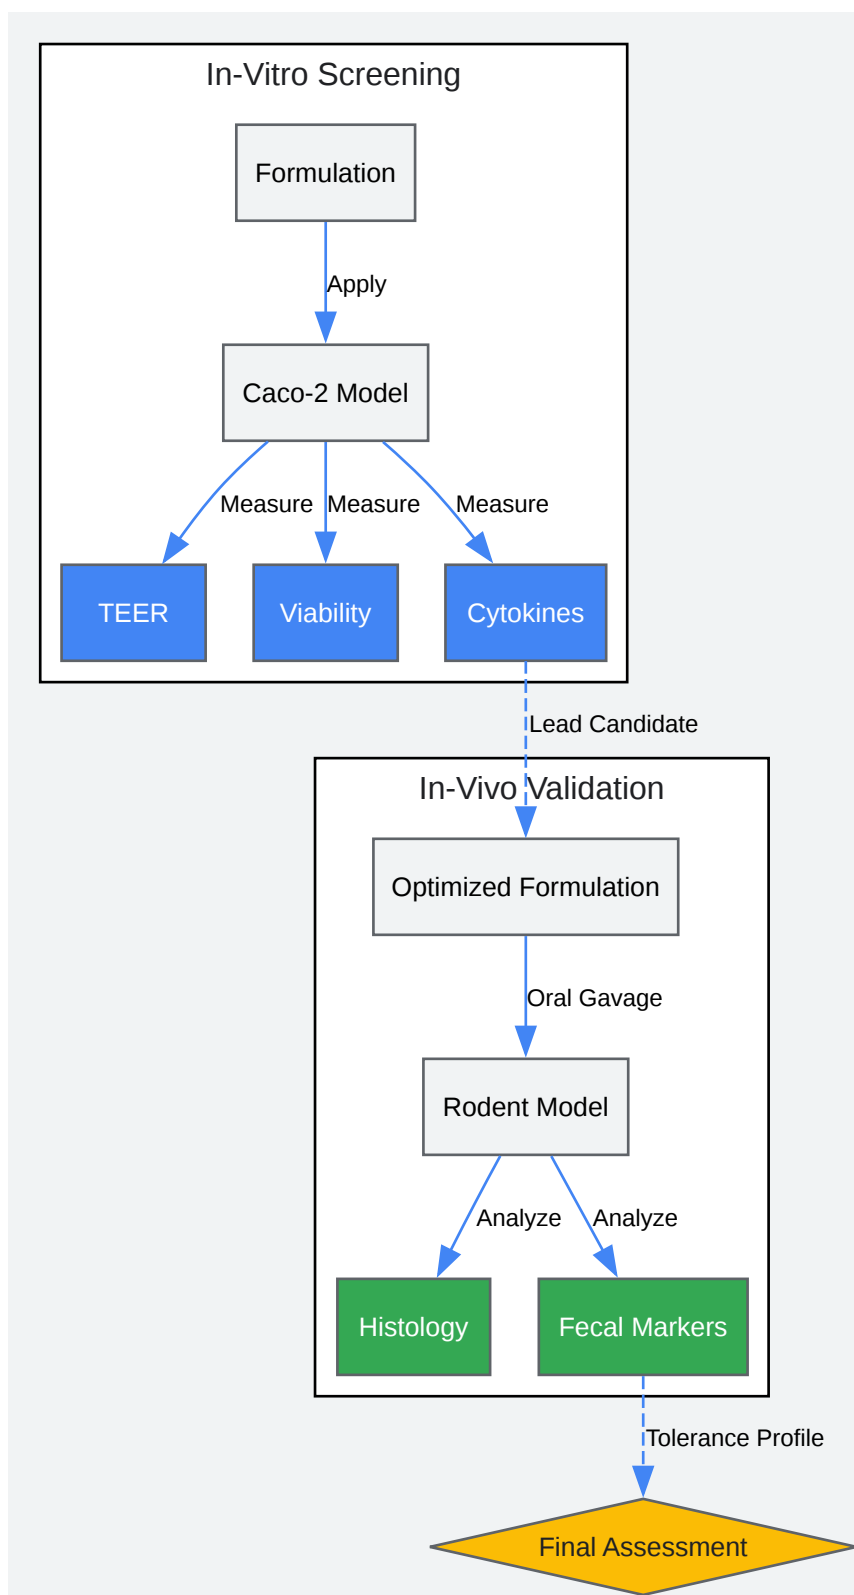 In-Vitro Screening
Formulation
Apply
Caco-2 Model
Measure
Measure
Measure
TEER
Viability
Cytokines
Lead Candidate
In-Vivo Validation
Optimized Formulation
Oral Gavage
Rodent Model
Analyze
Analyze
Histology
Fecal Markers
Tolerance Profile
Final Assessment